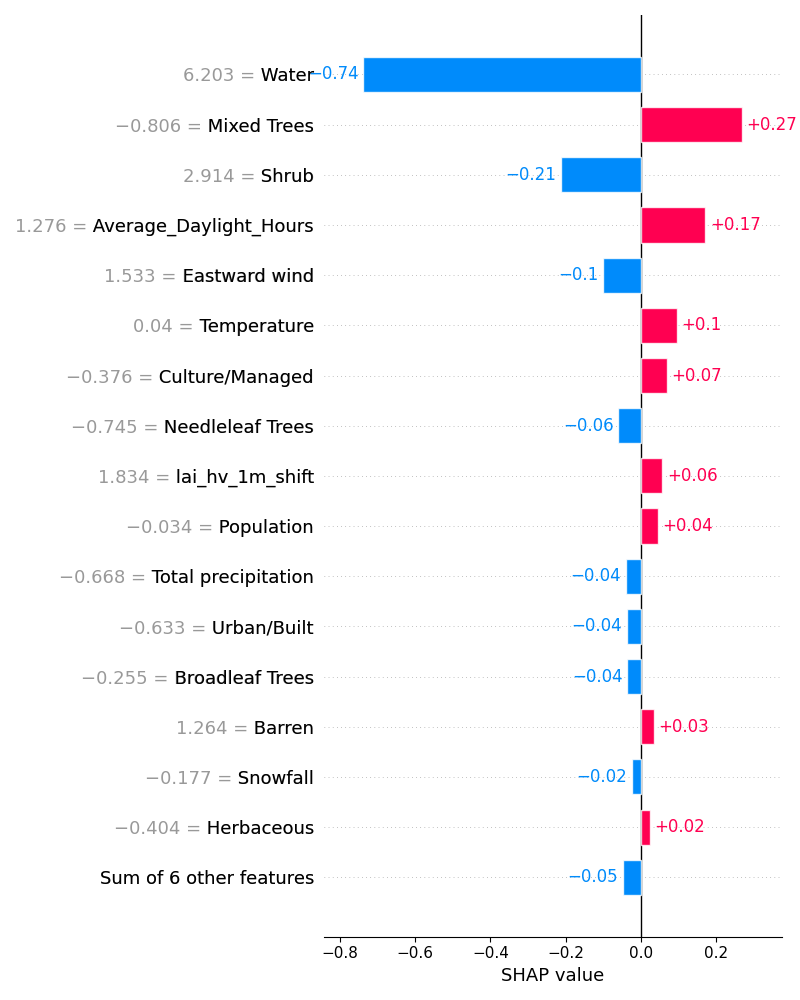 6.203 = Water −0.74
−0.806 = Mixed Trees +0.27
2.914 = Shrub −0.21
1.276 = Average_Daylight_Hours +0.17
1.533 = Eastward wind −0.1
0.04 = Temperature +0.1
−0.376 = Culture/Managed +0.07
−0.745 = Needleleaf Trees −0.06
1.834 = lai_hv_1m_shift +0.06
−0.034 = Population +0.04
−0.668 = Total precipitation −0.04
−0.633 = Urban/Built −0.04
−0.255 = Broadleaf Trees −0.04
1.264 = Barren +0.03
−0.177 = Snowfall −0.02
−0.404 = Herbaceous +0.02
Sum of 6 other features −0.05
−0.8 −0.6 −0.4 −0.2 0.0 0.2
SHAP value